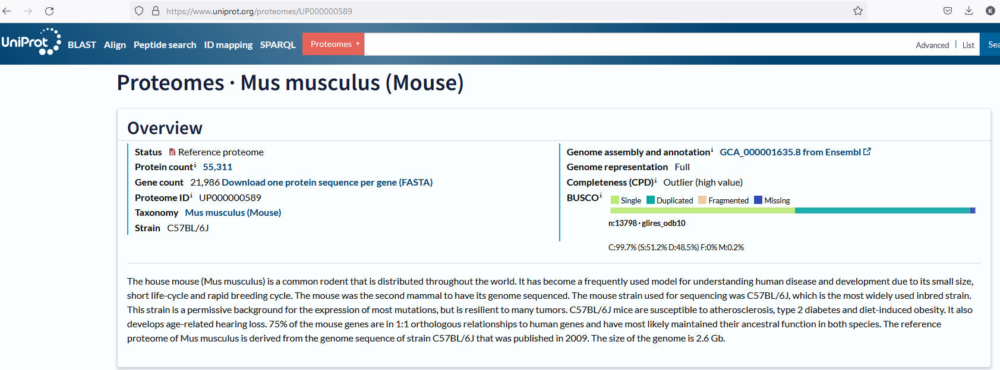 https://www.uniprot.org/proteomes/UP000000589
K
UniProt BLAST Align Peptide search ID mapping SPARQL Proteomes Advanced | List Sea
Proteomes · Mus musculus (Mouse)
Overview
Status R Reference proteome
Protein count i 55,311
Gene count 21,986 Download one protein sequence per gene (FASTA)
Proteome ID i UP000000589
Taxonomy Mus musculus (Mouse)
Strain C57BL/6J
Genome assembly and annotation i GCA_000001635.8 from Ensembl
Genome representation Full
Completeness (CPD) i Outlier (high value)
BUSCO i Single Duplicated Fragmented Missing
n:13798 · glires_odb10
C:99.7% (S:51.2% D:48.5%) F:0% M:0.2%
The house mouse (Mus musculus) is a common rodent that is distributed throughout the world. It has become a frequently used model for understanding human disease and development due to its small size,
short life-cycle and rapid breeding cycle. The mouse was the second mammal to have its genome sequenced. The mouse strain used for sequencing was C57BL/6J, which is the most widely used inbred strain.
This strain is a permissive background for the expression of most mutations, but is resilient to many tumors. C57BL/6J mice are susceptible to atherosclerosis, type 2 diabetes and diet-induced obesity. It also
develops age-related hearing loss. 75% of the mouse genes are in 1:1 orthologous relationships to human genes and have most likely maintained their ancestral function in both species. The reference
proteome of Mus musculus is derived from the genome sequence of strain C57BL/6J that was published in 2009. The size of the genome is 2.6 Gb.